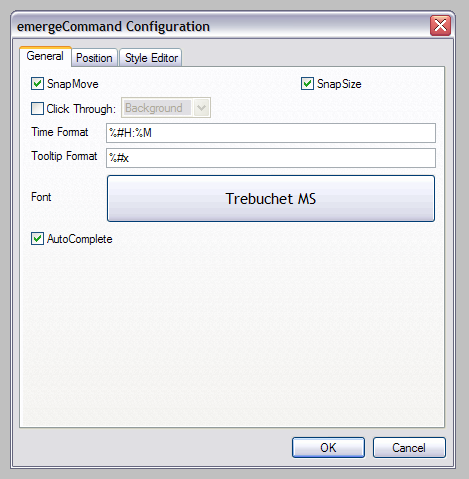 emergeCommand Configuration
General Position Style Editor
SnapMove SnapSize
Click Through: Background
Time Format %#H:%M
Tooltip Format %#x
Font Trebuchet MS
AutoComplete
OK Cancel